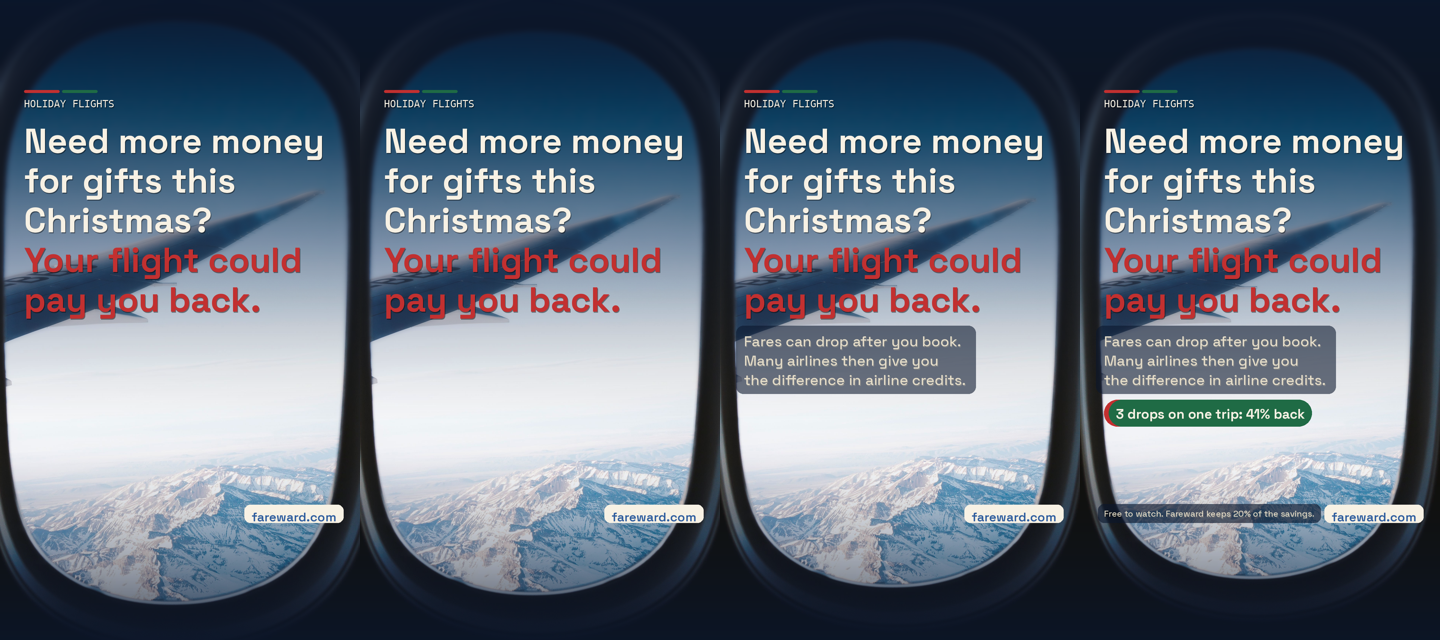 HOLIDAY FLIGHTS
Need more money
for gifts this
Christmas?
Your flight could
pay you back.
fareward.com
HOLIDAY FLIGHTS
Need more money
for gifts this
Christmas?
Your flight could
pay you back.
fareward.com
HOLIDAY FLIGHTS
Need more money
for gifts this
Christmas?
Your flight could
pay you back.
Fares can drop after you book.
Many airlines then give you
the difference in airline credits.
fareward.com
HOLIDAY FLIGHTS
Need more money
for gifts this
Christmas?
Your flight could
pay you back.
Fares can drop after you book.
Many airlines then give you
the difference in airline credits.
3 drops on one trip: 41% back
Free to watch. Fareward keeps 20% of the savings.
fareward.com